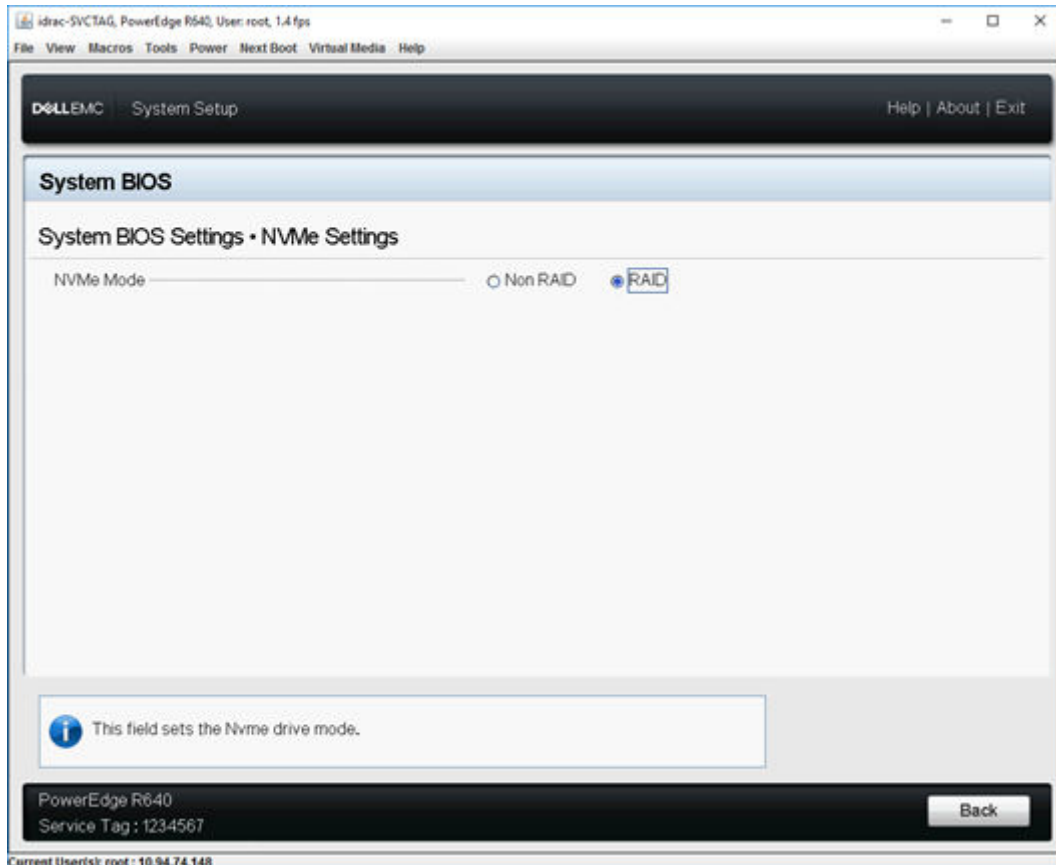 idrac-SVCTAG, PowerEdge R640, User: root, 1.4 fps
File View Macros Tools Power Next Boot Virtual Media Help
DELLEMC System Setup Help | About | Exit
System BIOS
System BIOS Settings • NVMe Settings
NVMe Mode Non RAID RAID
This field sets the Nvme drive mode.
PowerEdge R640
Service Tag : 1234567
Back
Current User(s): root : 10.94.74.148